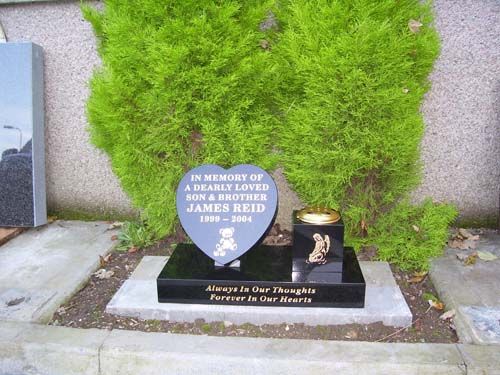 IN MEMORY OF
A DEARLY LOVED
SON & BROTHER
JAMES REID
1999 - 2004
Always In Our Thoughts
Forever In Our Hearts